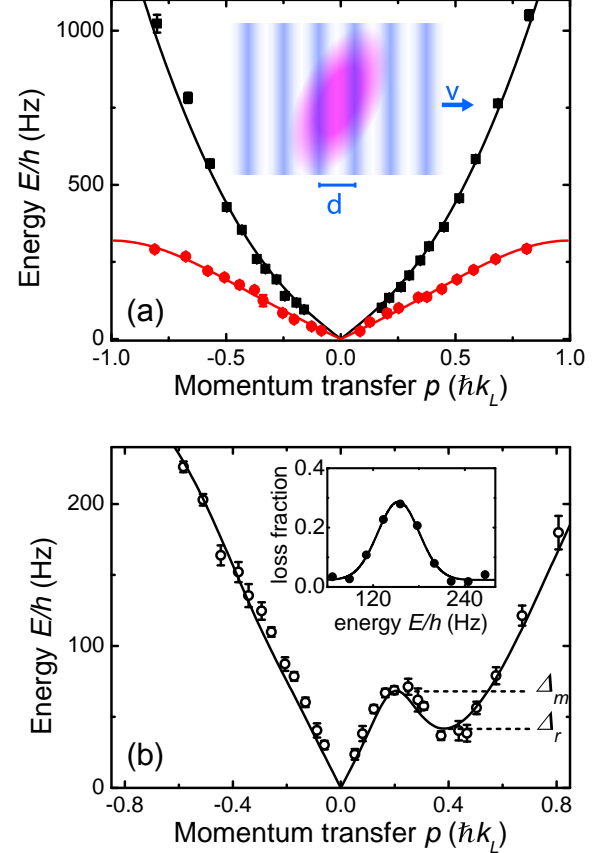 1000
500
0
Energy E/h (Hz)
v
d
(a)
-1.0 -0.5 0.0 0.5 1.0
Momentum transfer p (ℏk_L)
200
100
0
Energy E/h (Hz)
0.4
0.2
0.0
loss fraction
120 240
energy E/h (Hz)
Δ_m
Δ_r
(b)
-0.8 -0.4 0.0 0.4 0.8
Momentum transfer p (ℏk_L)